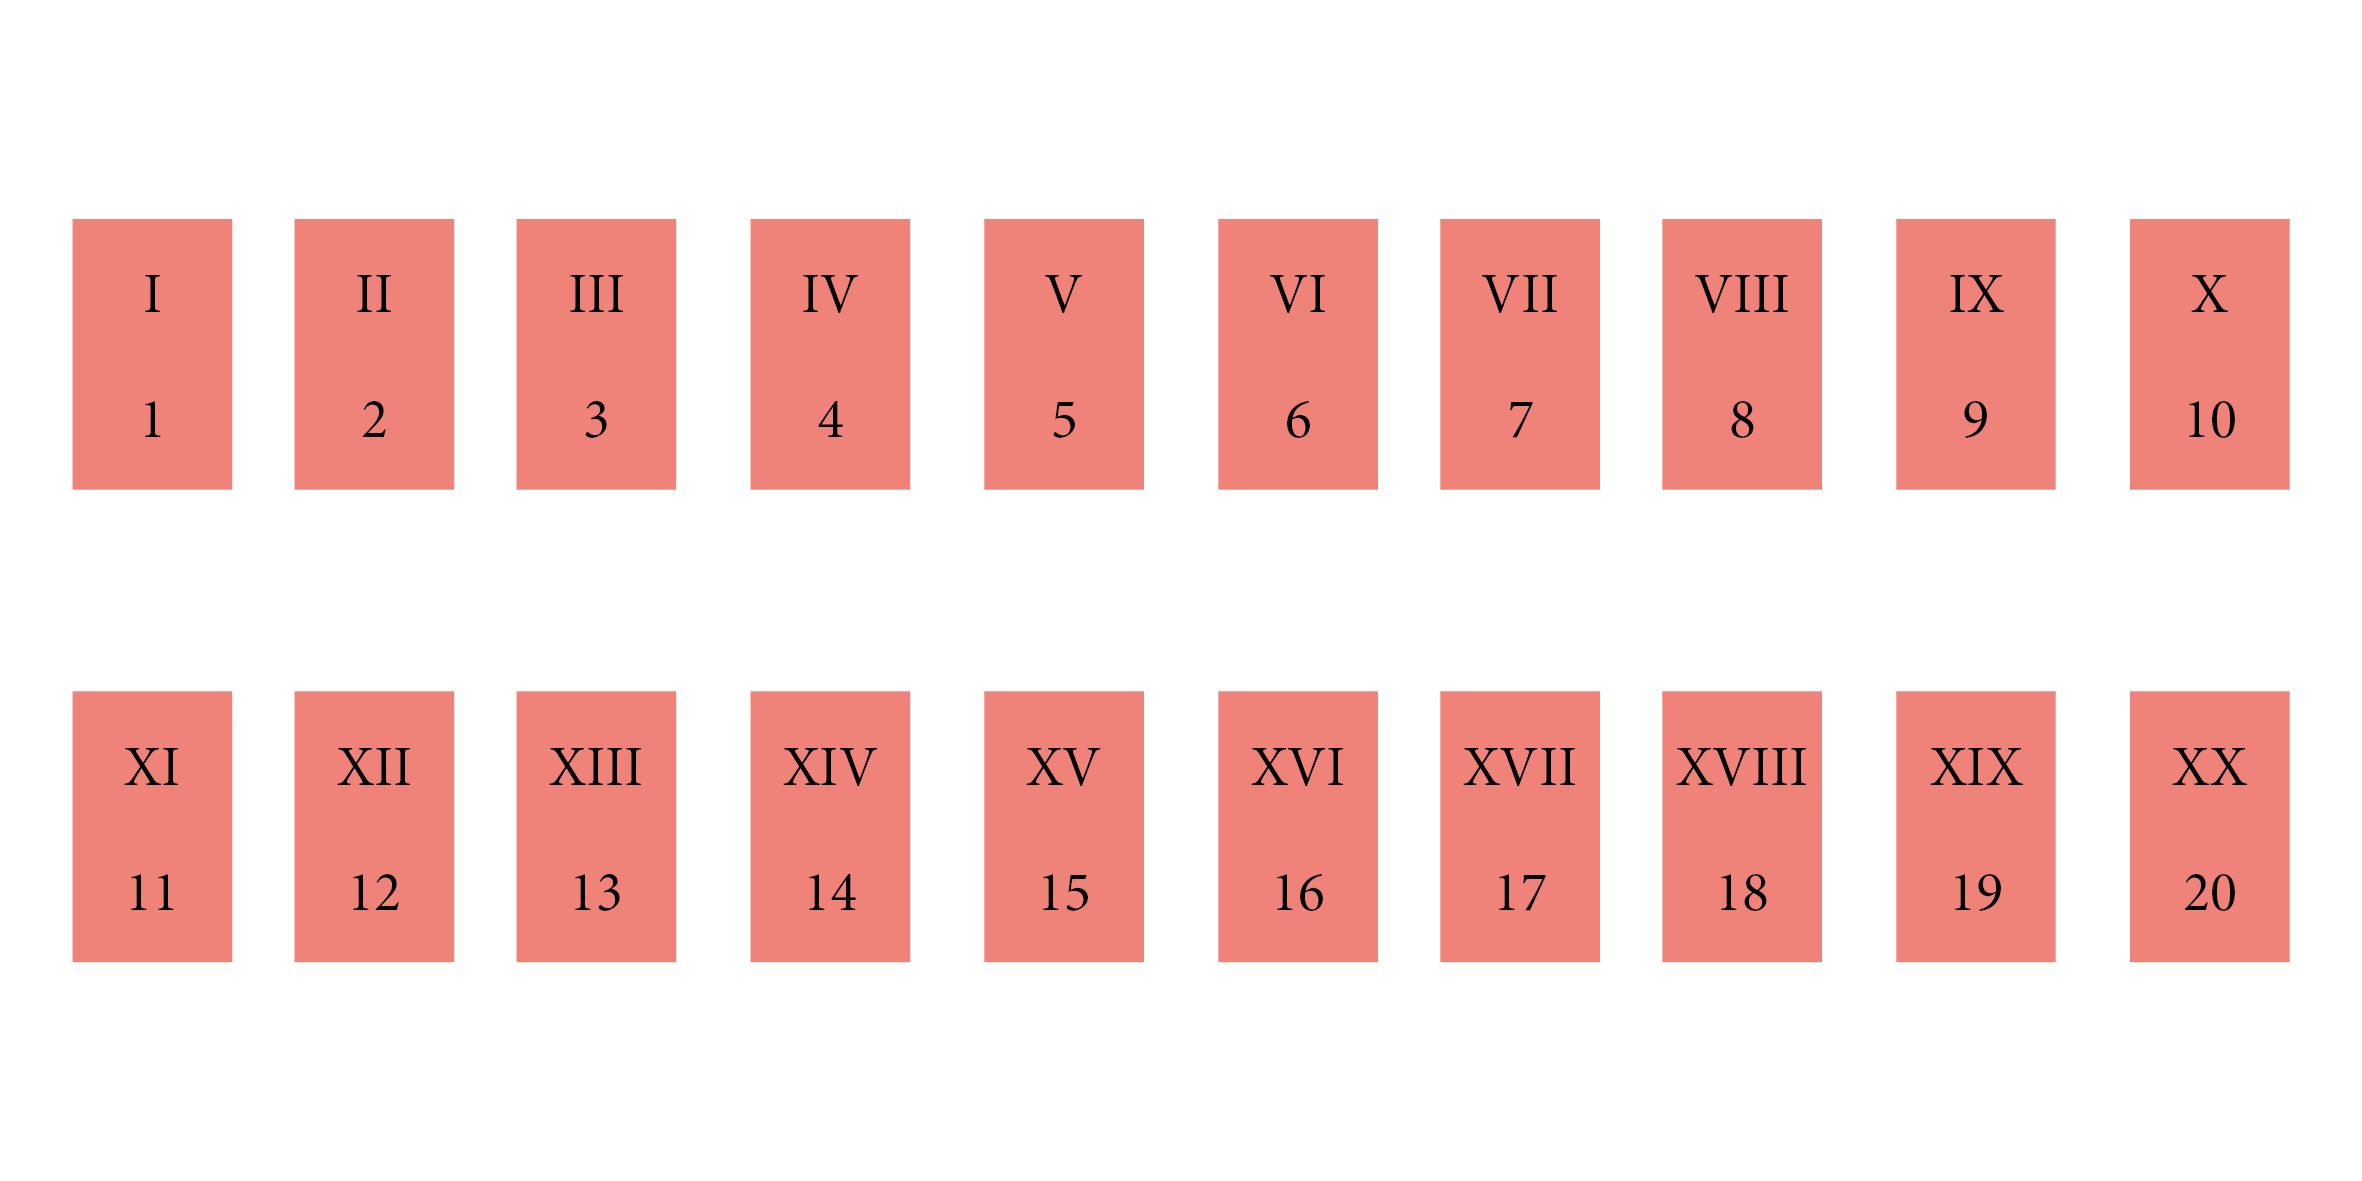 I II III IV V VI VII VIII IX X
1 2 3 4 5 6 7 8 9 10
XI XII XIII XIV XV XVI XVII XVIII XIX XX
11 12 13 14 15 16 17 18 19 20